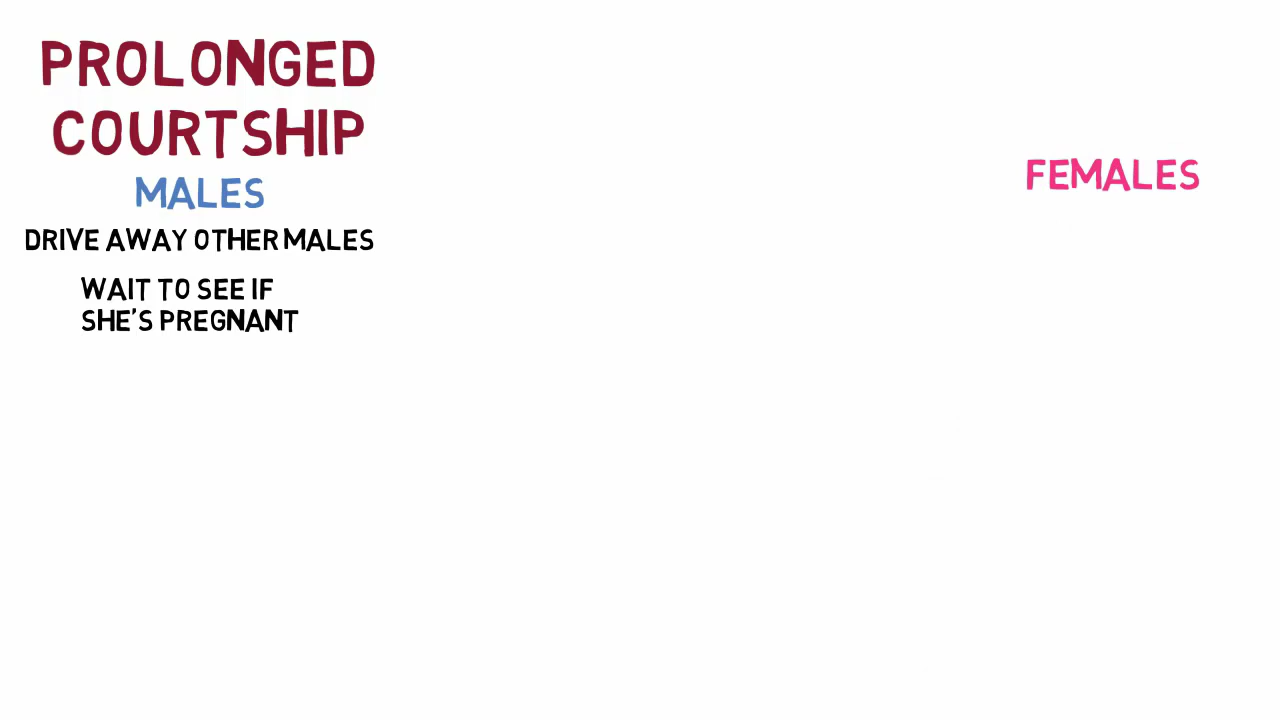 PROLONGED
COURTSHIP
MALES
FEMALES
DRIVE AWAY OTHER MALES
WAIT TO SEE IF
SHE'S PREGNANT